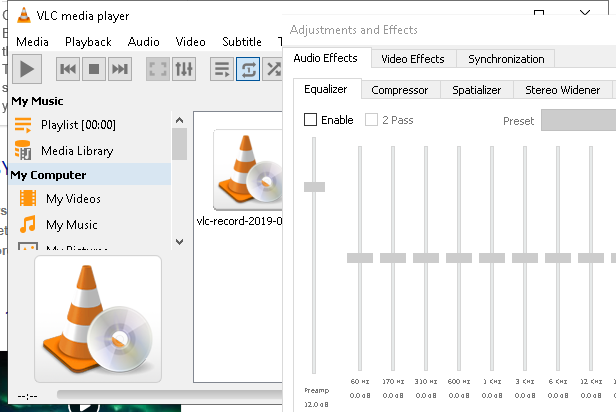 VLC media player
Media Playback Audio Video Subtitle T
My Music
Playlist [00:00]
Media Library
My Computer
My Videos
My Music
My Pictures
vlc-record-2019-0
--:--
Adjustments and Effects
Audio Effects Video Effects Synchronization
Equalizer Compressor Spatializer Stereo Widener
Enable 2 Pass Preset
60 Hz 170 Hz 310 Hz 600 Hz 1 KHz 3 KHz 6 KHz 12 KHz
Preamp 0.0 dB 0.0 dB 0.0 dB 0.0 dB 0.0 dB 0.0 dB 0.0 dB 0.0 dB
12.0 dB